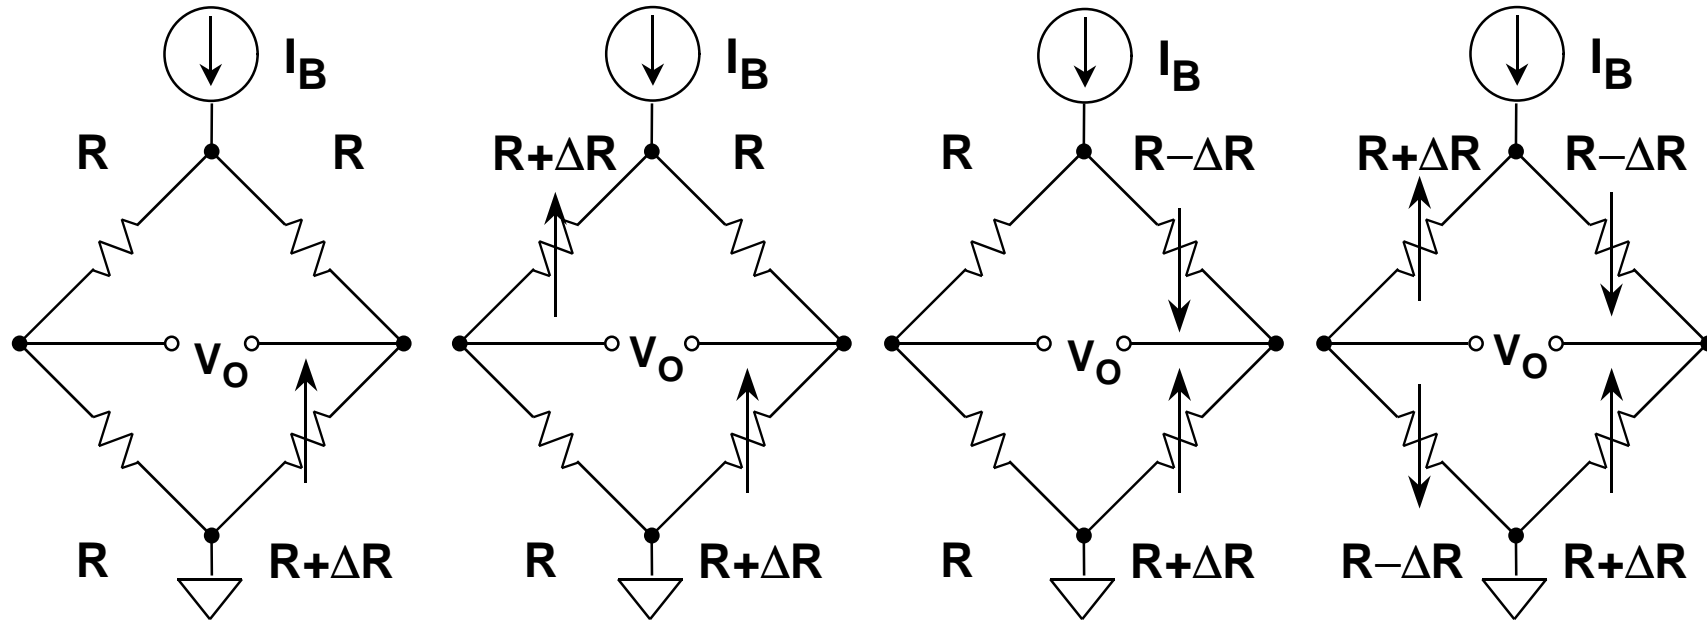 I_B I_B I_B I_B
R R R+ΔR R R R−ΔR R+ΔR R−ΔR
V_O V_O V_O V_O
R R+ΔR R R+ΔR R R+ΔR R−ΔR R+ΔR